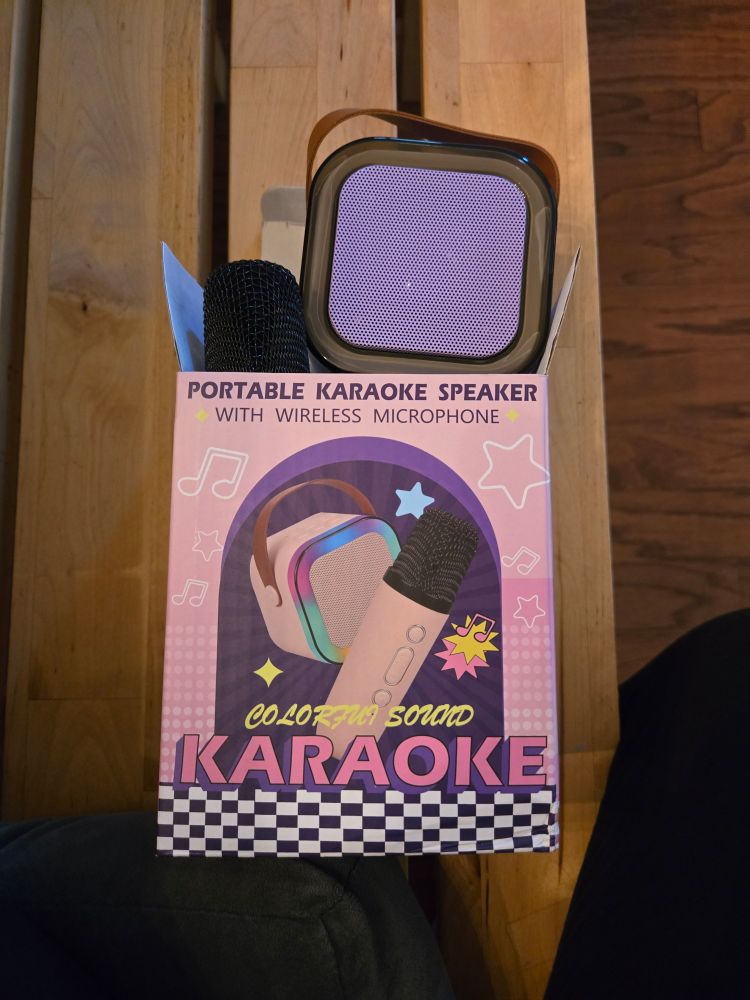 PORTABLE KARAOKE SPEAKER
WITH WIRELESS MICROPHONE
COLORFUl SOUND
KARAOKE